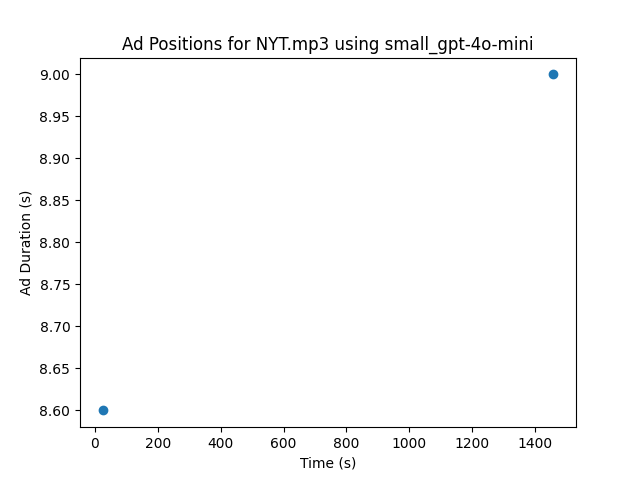 Ad Positions for NYT.mp3 using small_gpt-4o-mini
9.00
8.95
8.90
8.85
8.80
8.75
8.70
8.65
8.60
Ad Duration (s)
0 200 400 600 800 1000 1200 1400
Time (s)